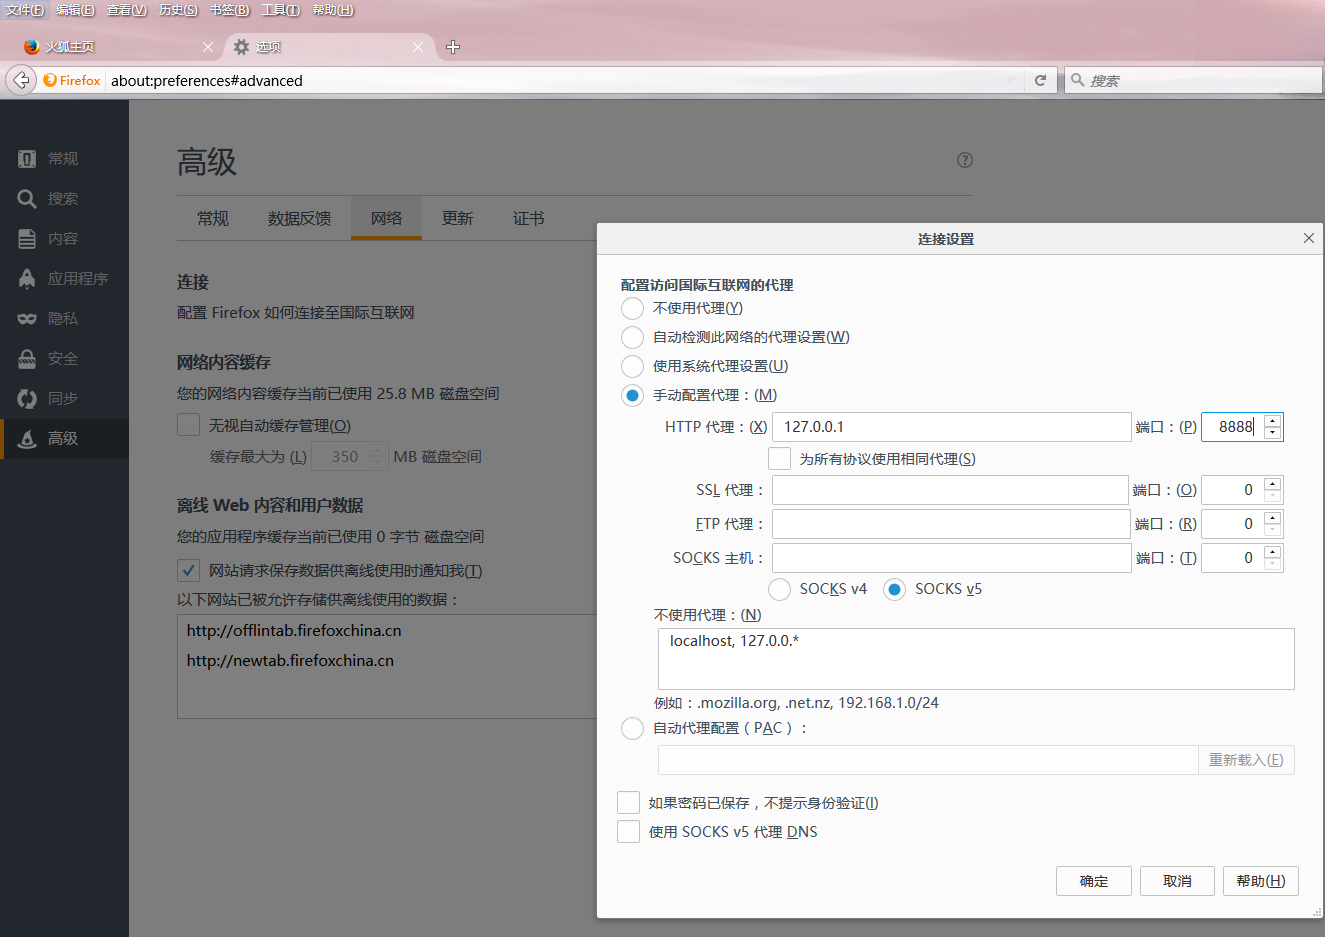 文件(F) 编辑(E) 查看(V) 历史(S) 书签(B) 工具(T) 帮助(H)
火狐主页
选项
Firefox
about:preferences#advanced
搜索
常规
搜索
内容
应用程序
隐私
安全
同步
高级
高级
常规
数据反馈
网络
更新
证书
连接
配置 Firefox 如何连接至国际互联网
网络内容缓存
您的网络内容缓存当前已使用 25.8 MB 磁盘空间
无视自动缓存管理(O)
缓存最大为 (L) 350 MB 磁盘空间
离线 Web 内容和用户数据
您的应用程序缓存当前已使用 0 字节 磁盘空间
网站请求保存数据供离线使用时通知我(T)
以下网站已被允许存储供离线使用的数据：
http://offlintab.firefoxchina.cn
http://newtab.firefoxchina.cn
连接设置
配置访问国际互联网的代理
不使用代理(Y)
自动检测此网络的代理设置(W)
使用系统代理设置(U)
手动配置代理：(M)
HTTP 代理：(X) 127.0.0.1 端口：(P) 8888
为所有协议使用相同代理(S)
SSL 代理： 端口：(O) 0
FTP 代理： 端口：(R) 0
SOCKS 主机： 端口：(T) 0
SOCKS v4 SOCKS v5
不使用代理：(N)
localhost, 127.0.0.*
例如：.mozilla.org, .net.nz, 192.168.1.0/24
自动代理配置（PAC）：
重新载入(E)
如果密码已保存，不提示身份验证(I)
使用 SOCKS v5 代理 DNS
确定 取消 帮助(H)